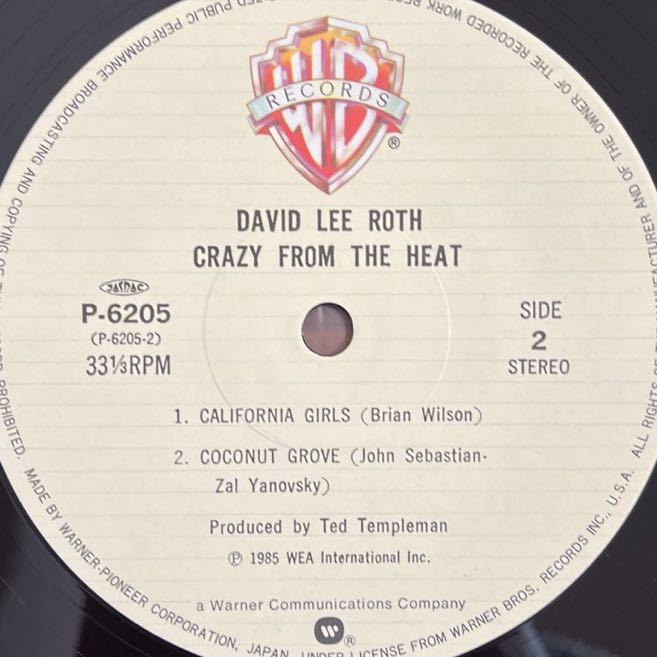 WB
RECORDS
®
DAVID LEE ROTH
CRAZY FROM THE HEAT
JASRAC
P-6205
(P-6205-2)
33⅓RPM
SIDE
2
STEREO
1. CALIFORNIA GIRLS (Brian Wilson)
2. COCONUT GROVE (John Sebastian-
Zal Yanovsky)
Produced by Ted Templeman
Ⓟ 1985 WEA International Inc.
a Warner Communications Company
®
MADE BY WARNER-PIONEER CORPORATION, JAPAN, UNDER LICENSE FROM WARNER BROS. RECORDS INC., U.S.A. ALL RIGHTS OF THE MANUFACTURER AND OF THE OWNER OF THE RECORDED WORK
PUBLIC PERFORMANCE BROADCASTING AND COPYING OF
PROHIBITED.